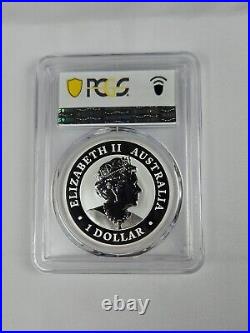 PCGS
ELIZABETH II AUSTRALIA
• 1 DOLLAR •